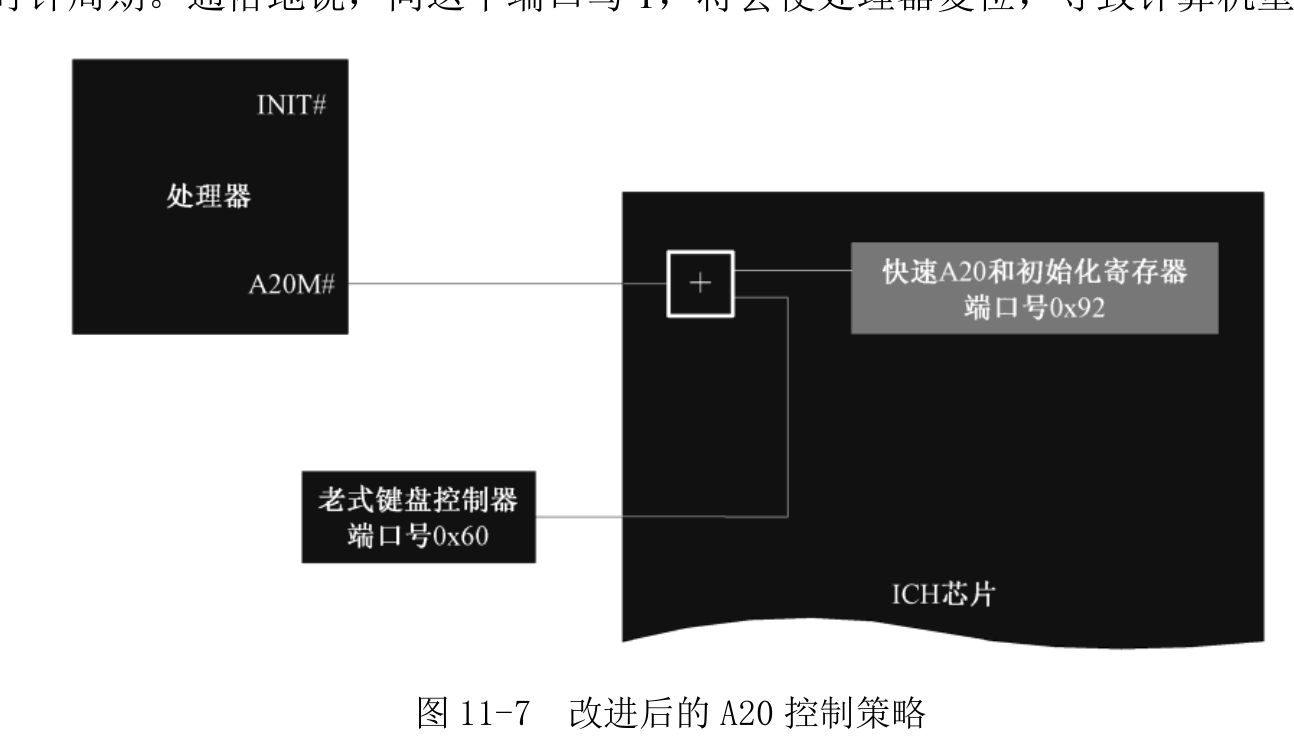 时钟周期。通俗地说，向这个端口写 1，将会使处理器复位，导致计算机重
INIT#
处理器
A20M#
+
快速A20和初始化寄存器
端口号0x92
老式键盘控制器
端口号0x60
ICH芯片
图 11-7 改进后的 A20 控制策略